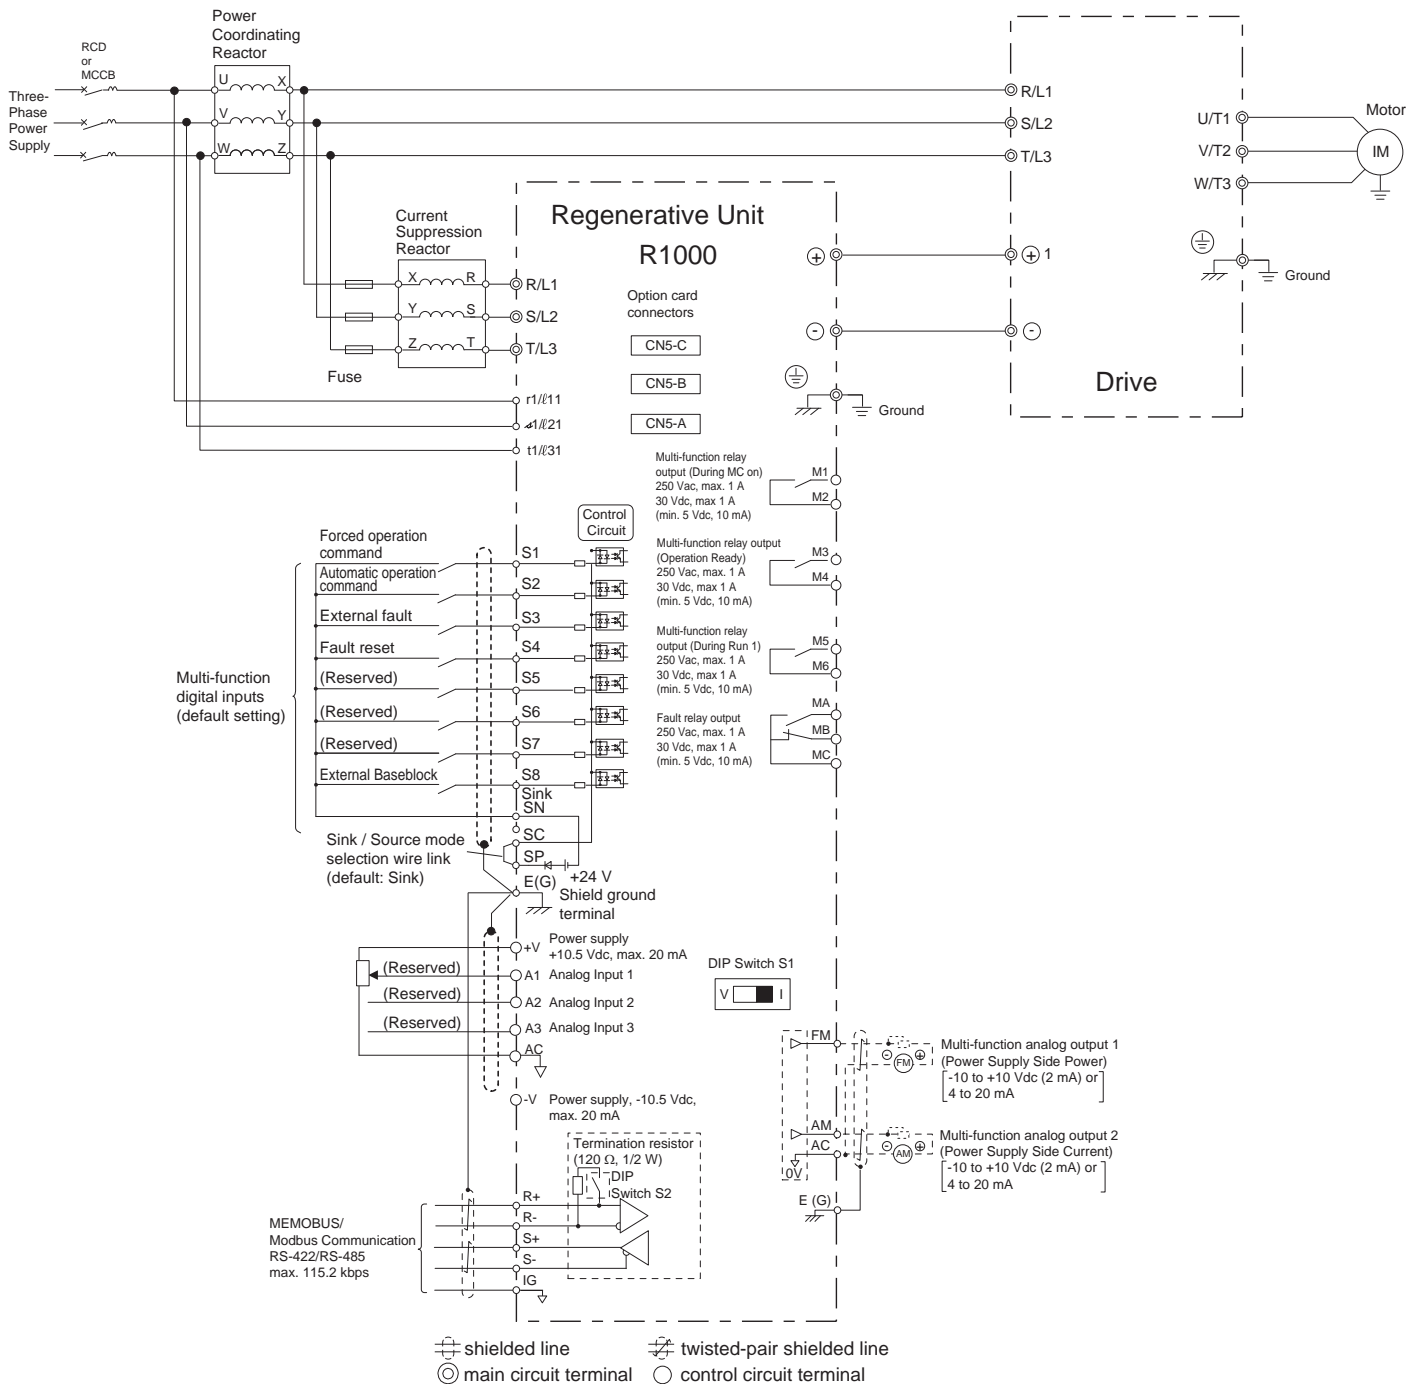 Power
Coordinating
Reactor
RCD
or
MCCB
Three-
Phase
Power
Supply
U X
V Y
W Z
R/L1
S/L2
T/L3
U/T1
V/T2
W/T3
Motor
IM
Ground
+ 1
-
Drive
Regenerative Unit
R1000
Current
Suppression
Reactor
X R
Y S
Z T
R/L1
S/L2
T/L3
Fuse
r1/ℓ11
1/ℓ21
t1/ℓ31
Option card
connectors
CN5-C
CN5-B
CN5-A
+
-
Ground
Multi-function relay
output (During MC on)
250 Vac, max. 1 A
30 Vdc, max 1 A
(min. 5 Vdc, 10 mA)
M1
M2
Multi-function relay output
(Operation Ready)
250 Vac, max. 1 A
30 Vdc, max 1 A
(min. 5 Vdc, 10 mA)
M3
M4
Multi-function relay
output (During Run 1)
250 Vac, max. 1 A
30 Vdc, max 1 A
(min. 5 Vdc, 10 mA)
M5
M6
Fault relay output
250 Vac, max. 1 A
30 Vdc, max 1 A
(min. 5 Vdc, 10 mA)
MA
MB
MC
Control
Circuit
Multi-function
digital inputs
(default setting)
Forced operation
command
S1
Automatic operation
command
S2
External fault
S3
Fault reset
S4
(Reserved)
S5
(Reserved)
S6
(Reserved)
S7
External Baseblock
S8
Sink
SN
SC
SP
Sink / Source mode
selection wire link
(default: Sink)
+24 V
E(G)
Shield ground
terminal
+V
Power supply
+10.5 Vdc, max. 20 mA
(Reserved)
A1 Analog Input 1
(Reserved)
A2 Analog Input 2
(Reserved)
A3 Analog Input 3
AC
-V Power supply, -10.5 Vdc,
max. 20 mA
DIP Switch S1
V I
FM
- FM +
Multi-function analog output 1
(Power Supply Side Power)
-10 to +10 Vdc (2 mA) or
4 to 20 mA
AM
AC
0V
- AM +
Multi-function analog output 2
(Power Supply Side Current)
-10 to +10 Vdc (2 mA) or
4 to 20 mA
E (G)
Termination resistor
(120 Ω, 1/2 W)
DIP
Switch S2
MEMOBUS/
Modbus Communication
RS-422/RS-485
max. 115.2 kbps
R+
R-
S+
S-
IG
shielded line
twisted-pair shielded line
main circuit terminal
control circuit terminal